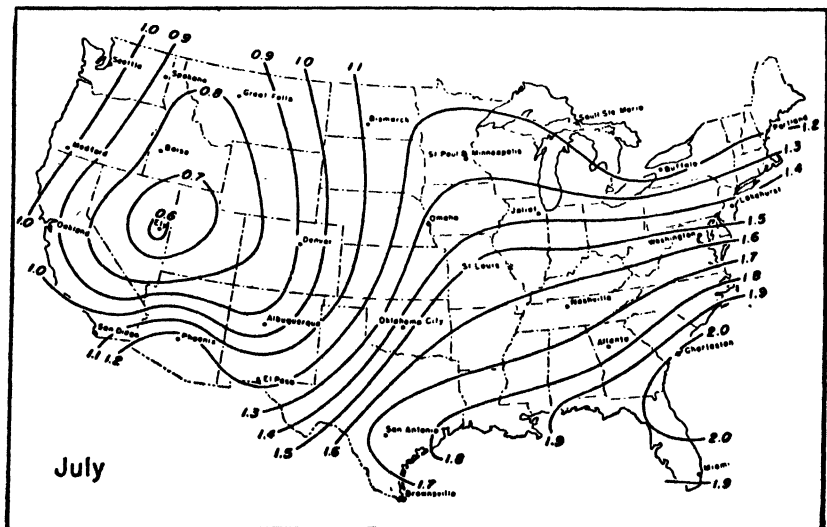 1.0 0.9
0.9 1.0 1.1
Seattle
Spokane
0.8
Great Falls
Bismarck
Sault Ste Marie
Portland
1.2
Medford
Boise
St Paul Minneapolis
Buffalo
1.3
1.4
0.7
Lakehurst
0.6
Ely
Omaha
Joliet
1.0
Oakland
Denver
Washington
1.5
1.6
St Louis
1.7
1.0
1.8
Albuquerque
Oklahoma City
Nashville
1.9
San Diego
Phoenix
Atlanta
2.0
Charleston
1.1 1.2
El Paso
1.3
1.4
1.5
1.6
San Antonio
1.9
2.0
1.8
July
1.7
Miami
1.9
Brownsville